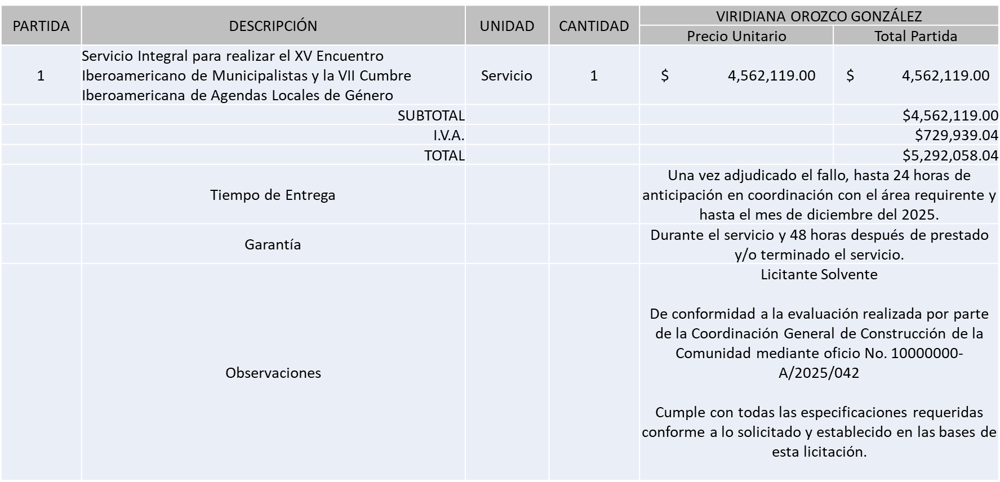 PARTIDA DESCRIPCIÓN UNIDAD CANTIDAD VIRIDIANA OROZCO GONZÁLEZ
Precio Unitario Total Partida
1 Servicio Integral para realizar el XV Encuentro
Iberoamericano de Municipalistas y la VII Cumbre
Iberoamericana de Agendas Locales de Género
Servicio 1 $ 4,562,119.00 $ 4,562,119.00
SUBTOTAL $4,562,119.00
I.V.A. $729,939.04
TOTAL $5,292,058.04
Tiempo de Entrega
Una vez adjudicado el fallo, hasta 24 horas de
anticipación en coordinación con el área requirente y
hasta el mes de diciembre del 2025.
Garantía
Durante el servicio y 48 horas después de prestado
y/o terminado el servicio.
Observaciones
Licitante Solvente
De conformidad a la evaluación realizada por parte
de la Coordinación General de Construcción de la
Comunidad mediante oficio No. 10000000-
A/2025/042
Cumple con todas las especificaciones requeridas
conforme a lo solicitado y establecido en las bases de
esta licitación.